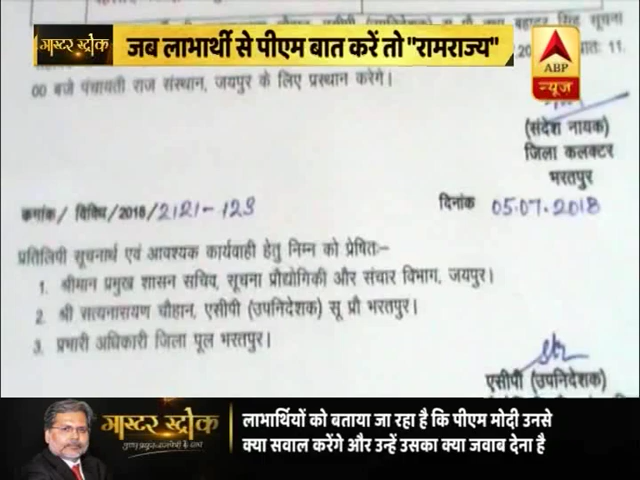 मास्टर स्ट्रोक
जब लाभार्थी से पीएम बात करें तो "रामराज्य"
ABP
न्यूज़
00 बजे पंचायती राज संस्थान, जयपुर के लिए प्रस्थान करेगे।
(संदेश नायक)
जिला कलक्टर
भरतपुर
कमांक/ विविध/2018/2121-123
दिनांक 05.07.2018
प्रतिलिपी सूचनार्थ एवं आवश्यक कार्यवाही हेतु निम्न को प्रेषितः-
1. श्रीमान प्रमुख शासन सचिव, सूचना प्रौद्योगिकी और संचार विभाग, जयपुर।
2. श्री सत्यनारायण चौहान, एसीपी (उपनिदेशक) सू प्रौ भरतपुर।
3. प्रभारी अधिकारी जिला पूल भरतपुर।
एसीपी (उपनिदेशक)
मास्टर स्ट्रोक
लाभार्थियों को बताया जा रहा है कि पीएम मोदी उनसे
क्या सवाल करेंगे और उन्हें उसका क्या जवाब देना है